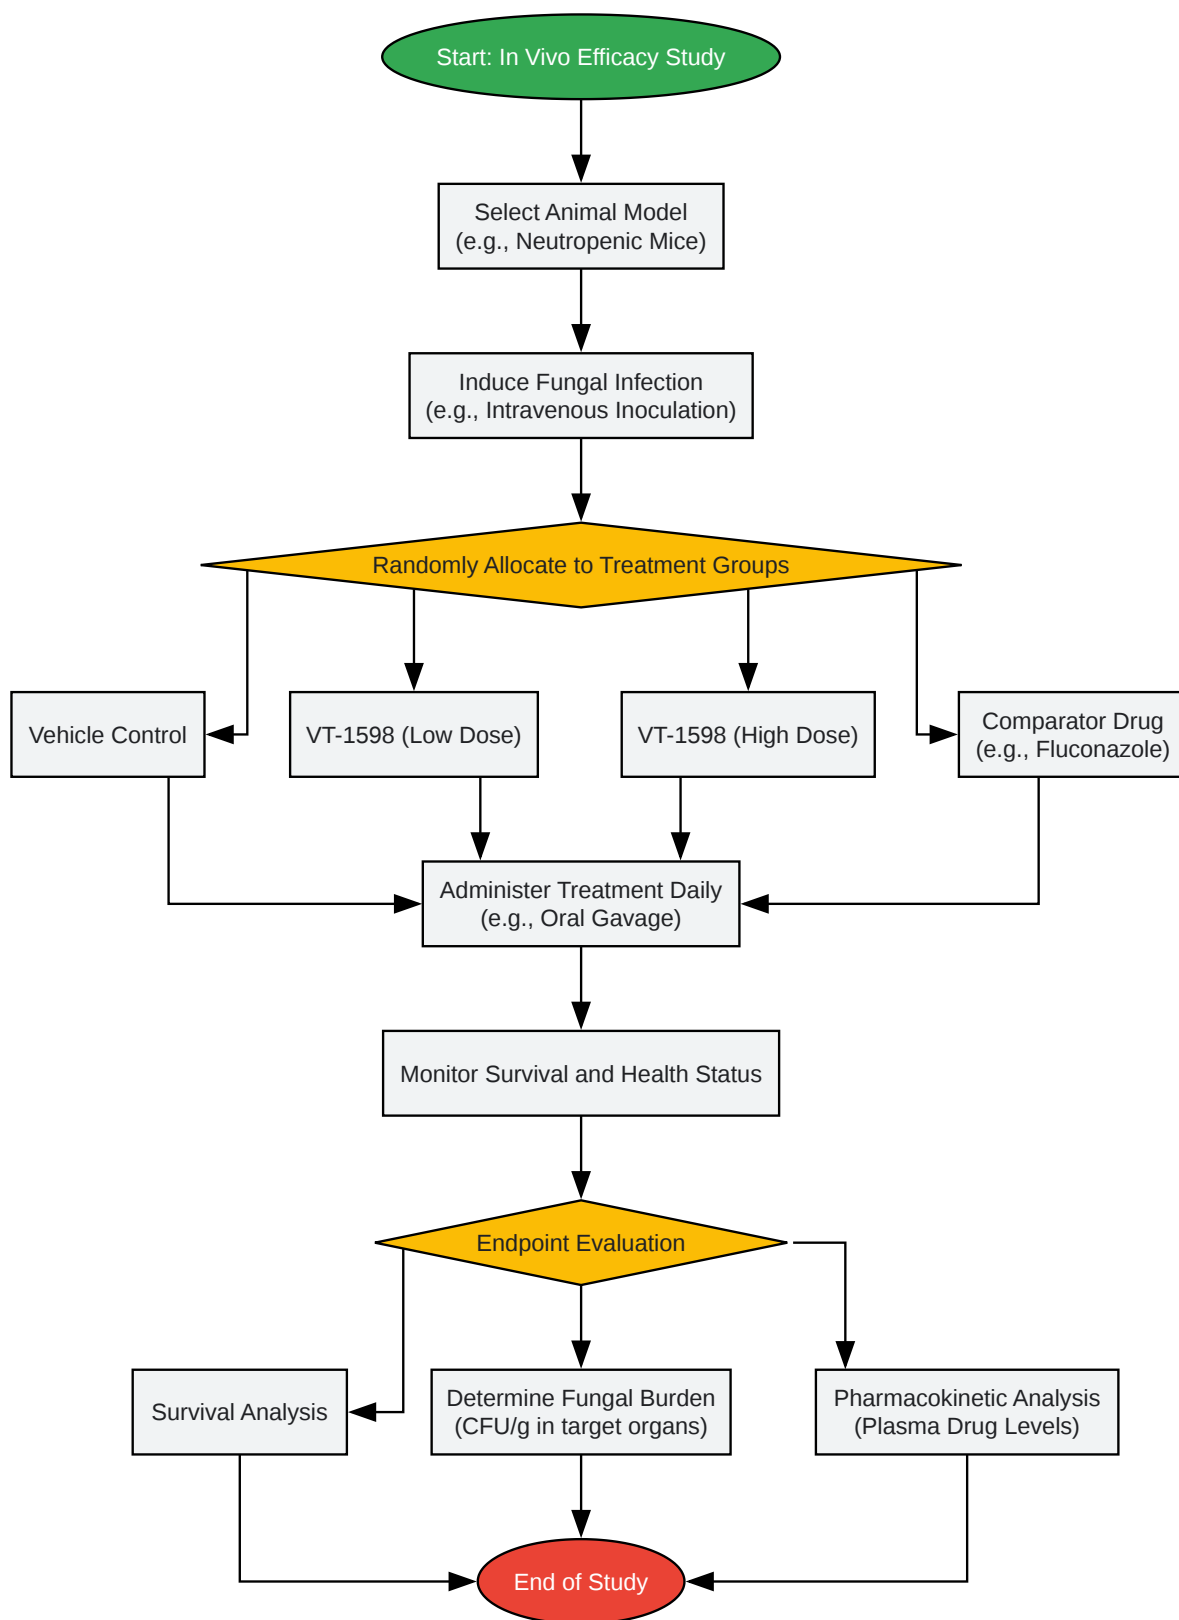 Start: In Vivo Efficacy Study
Select Animal Model
(e.g., Neutropenic Mice)
Induce Fungal Infection
(e.g., Intravenous Inoculation)
Randomly Allocate to Treatment Groups
Vehicle Control
VT-1598 (Low Dose)
VT-1598 (High Dose)
Comparator Drug
(e.g., Fluconazole)
Administer Treatment Daily
(e.g., Oral Gavage)
Monitor Survival and Health Status
Endpoint Evaluation
Survival Analysis
Determine Fungal Burden
(CFU/g in target organs)
Pharmacokinetic Analysis
(Plasma Drug Levels)
End of Study